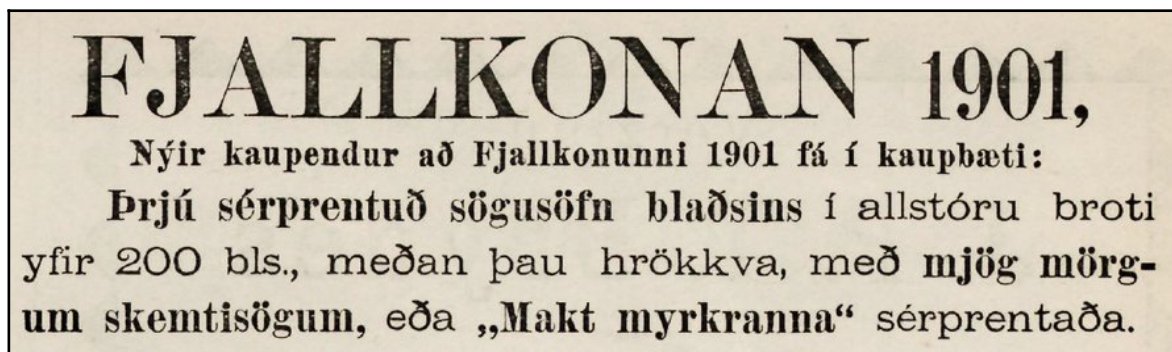 FJALLKONAN 1901,
Nýir kaupendur að Fjallkonunni 1901 fá í kaupbæti:
Þrjú sérprentuð sögusöfn blaðsins í allstóru broti
yfir 200 bls., meðan þau hrökkva, með mjög mörg-
um skemtisögum, eða „Makt myrkranna“ sérprentaða.